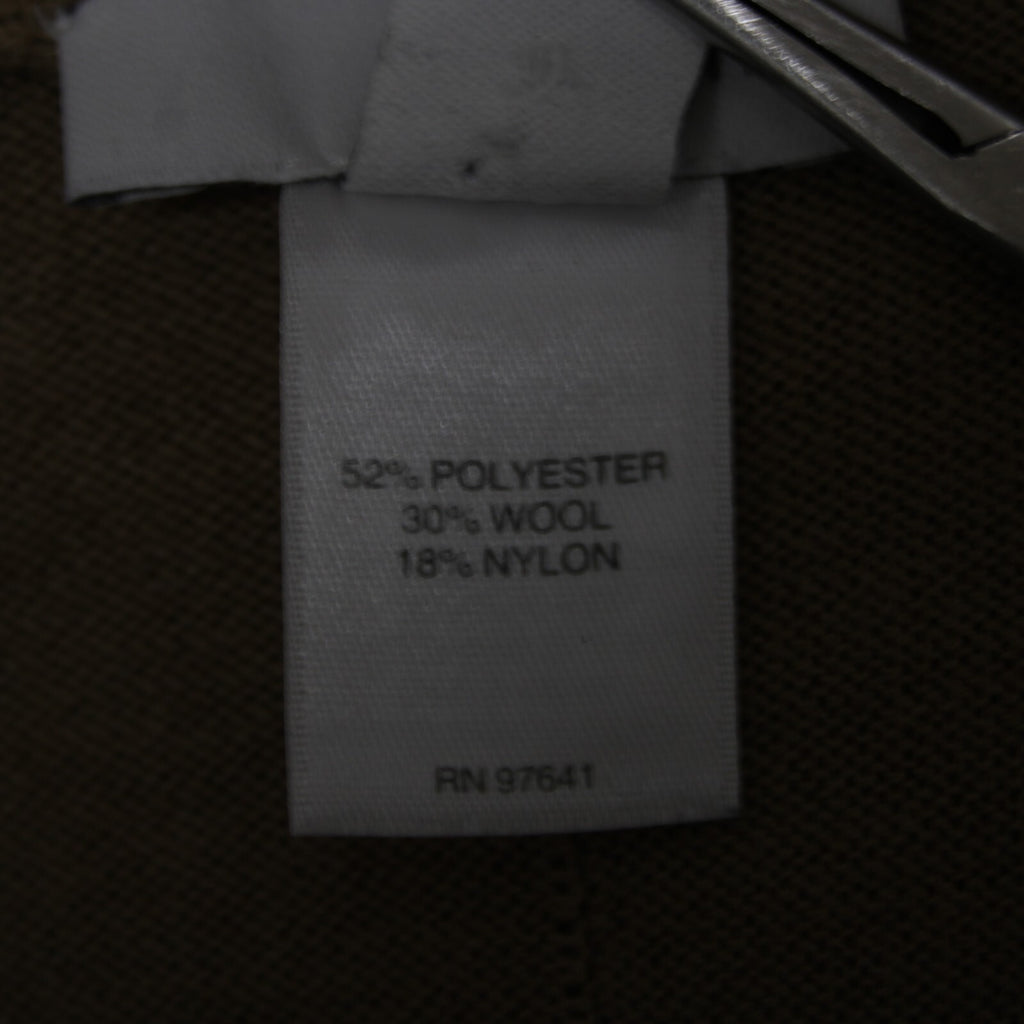 52% POLYESTER
30% WOOL
18% NYLON
RN 97641